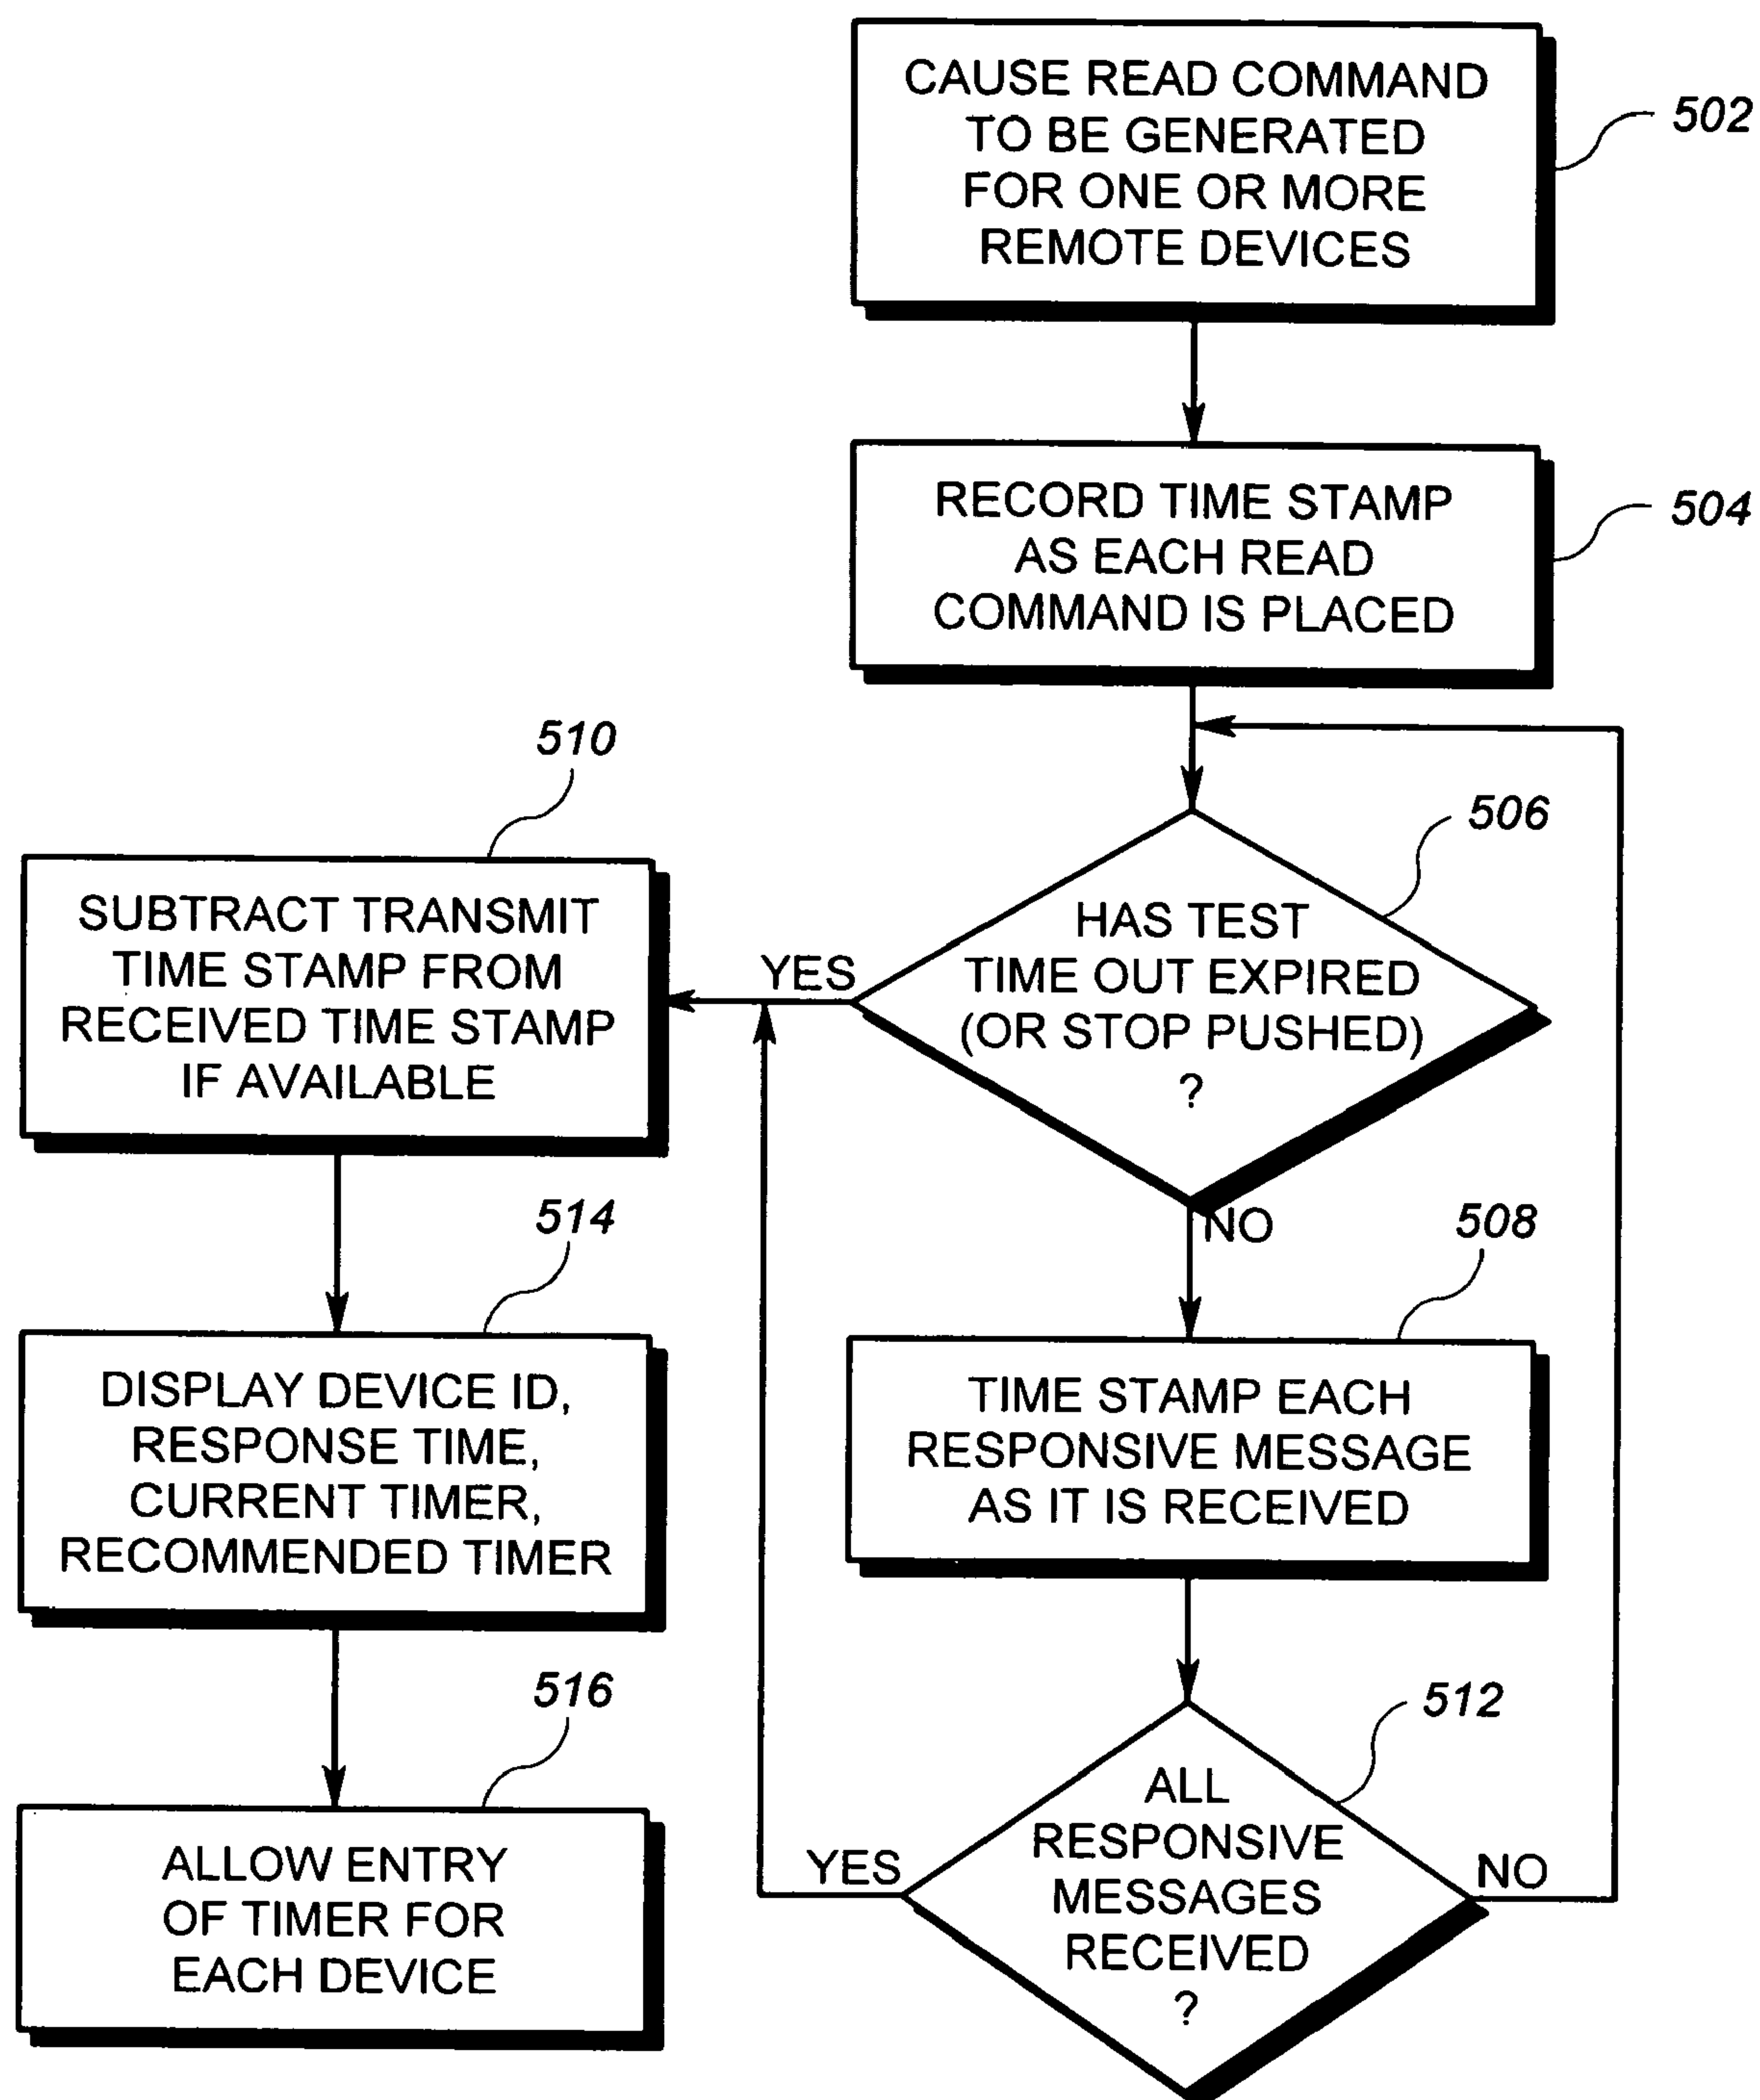 CAUSE READ COMMAND
TO BE GENERATED
FOR ONE OR MORE
REMOTE DEVICES
502
RECORD TIME STAMP
AS EACH READ
COMMAND IS PLACED
504
HAS TEST
TIME OUT EXPIRED
(OR STOP PUSHED)
?
506
YES
NO
510
SUBTRACT TRANSMIT
TIME STAMP FROM
RECEIVED TIME STAMP
IF AVAILABLE
508
TIME STAMP EACH
RESPONSIVE MESSAGE
AS IT IS RECEIVED
514
DISPLAY DEVICE ID,
RESPONSE TIME,
CURRENT TIMER,
RECOMMENDED TIMER
512
ALL
RESPONSIVE
MESSAGES
RECEIVED
?
YES
NO
516
ALLOW ENTRY
OF TIMER FOR
EACH DEVICE